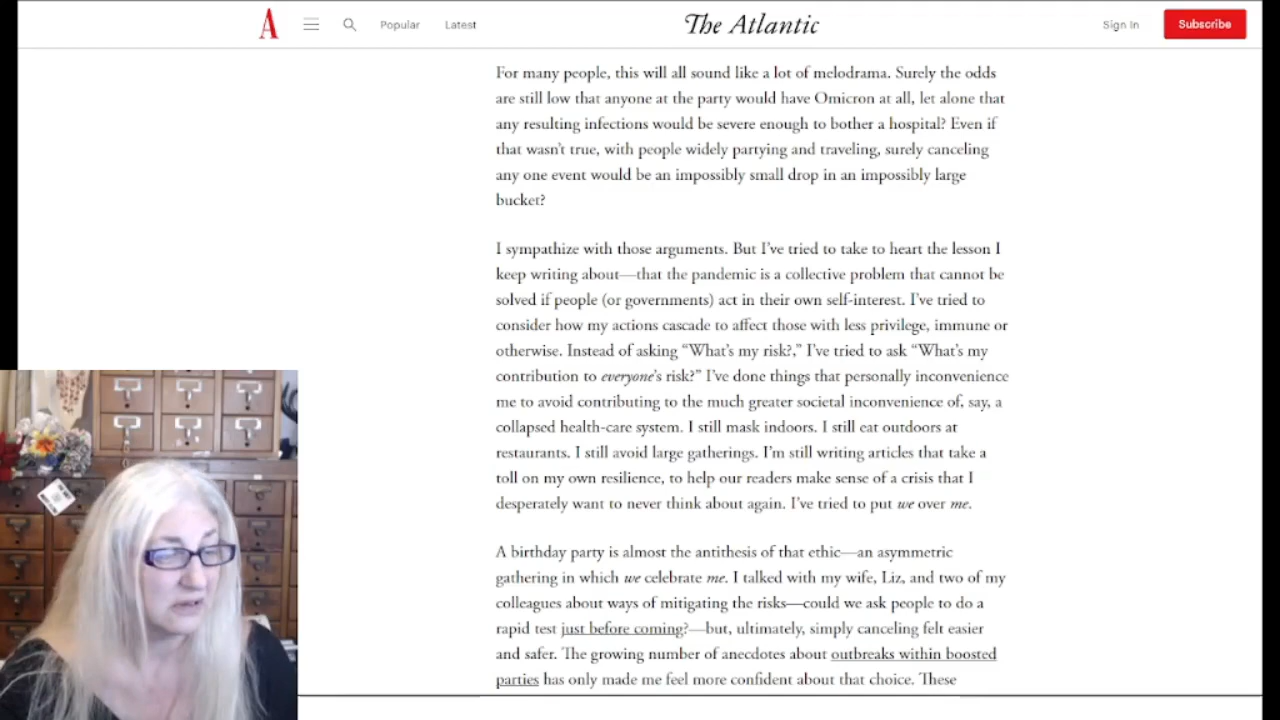 A
Popular
Latest
The Atlantic
Sign In
Subscribe
For many people, this will all sound like a lot of melodrama. Surely the odds
are still low that anyone at the party would have Omicron at all, let alone that
any resulting infections would be severe enough to bother a hospital? Even if
that wasn't true, with people widely partying and traveling, surely canceling
any one event would be an impossibly small drop in an impossibly large
bucket?
I sympathize with those arguments. But I've tried to take to heart the lesson I
keep writing about—that the pandemic is a collective problem that cannot be
solved if people (or governments) act in their own self-interest. I've tried to
consider how my actions cascade to affect those with less privilege, immune or
otherwise. Instead of asking “What's my risk?,” I've tried to ask “What's my
contribution to everyone's risk?” I've done things that personally inconvenience
me to avoid contributing to the much greater societal inconvenience of, say, a
collapsed health-care system. I still mask indoors. I still eat outdoors at
restaurants. I still avoid large gatherings. I'm still writing articles that take a
toll on my own resilience, to help our readers make sense of a crisis that I
desperately want to never think about again. I've tried to put we over me.
A birthday party is almost the antithesis of that ethic—an asymmetric
gathering in which we celebrate me. I talked with my wife, Liz, and two of my
colleagues about ways of mitigating the risks—could we ask people to do a
rapid test just before coming?—but, ultimately, simply canceling felt easier
and safer. The growing number of anecdotes about outbreaks within boosted
parties has only made me feel more confident about that choice. These